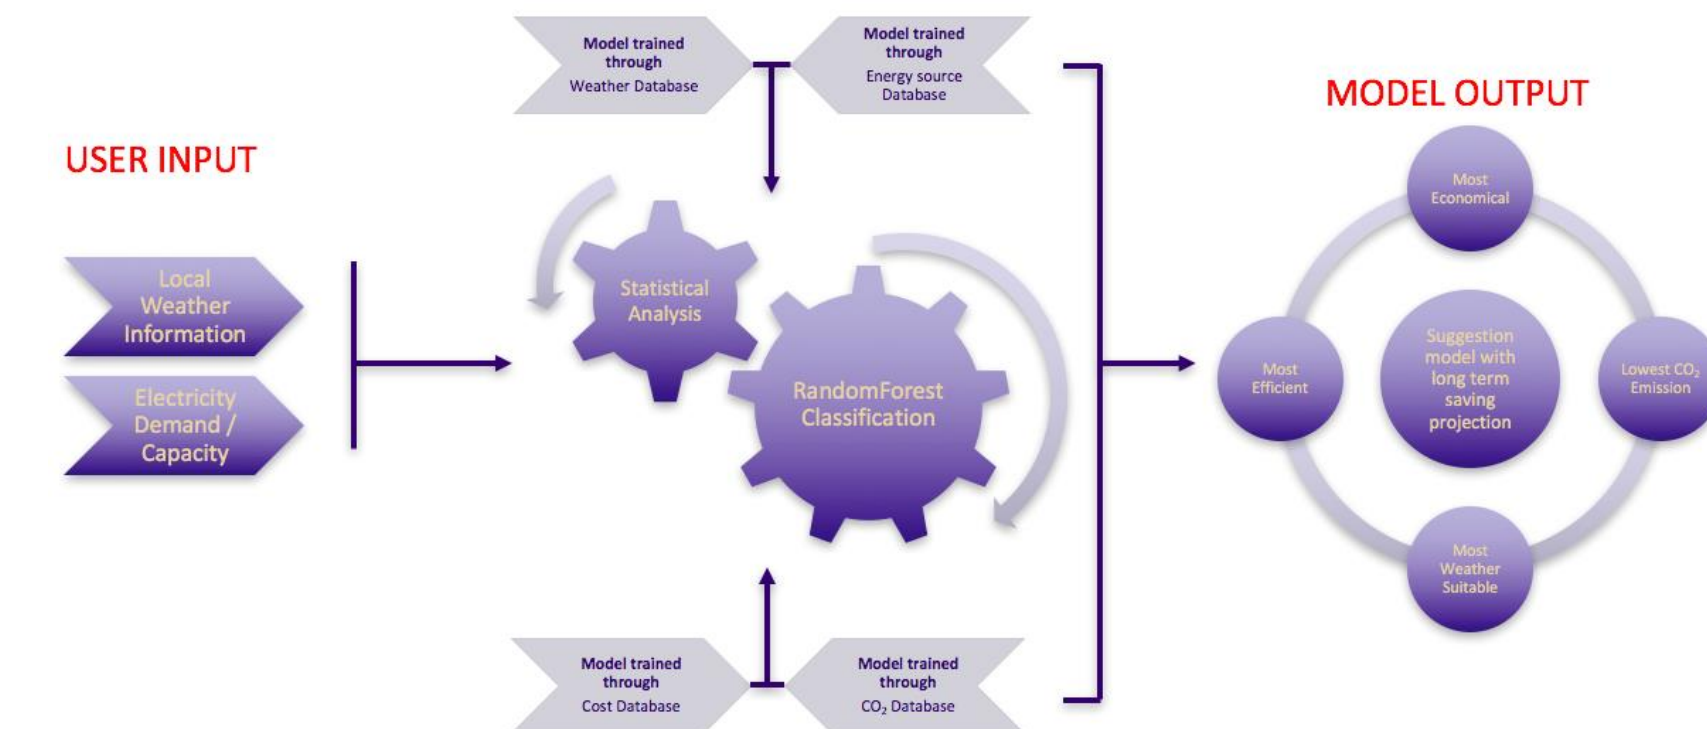 USER INPUT
Local
Weather
Information
Electricity
Demand /
Capacity
Model trained
through
Weather Database
Model trained
through
Energy source
Database
Statistical
Analysis
RandomForest
Classification
Model trained
through
Cost Database
Model trained
through
CO₂ Database
MODEL OUTPUT
Most
Economical
Most
Efficient
Suggestion
model with
long term
saving
projection
Lowest CO₂
Emission
Most
Weather
Suitable